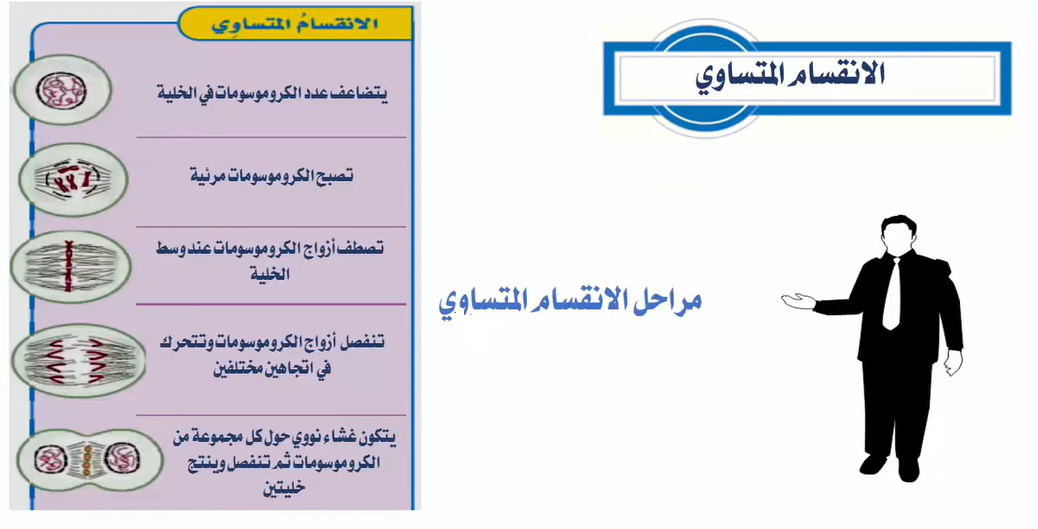 الانقسام المتساوي
مراحل الانقسام المتساوي
الانقسامُ المتساوِي
يتضاعف عدد الكروموسومات في الخلية
تصبح الكروموسومات مرئية
تصطف أزواج الكروموسومات عند وسط
الخلية
تنفصل أزواج الكروموسومات وتتحرك
في اتجاهين مختلفين
يتكون غشاء نووي حول كل مجموعة من
الكروموسومات ثم تنفصل وينتج
خليتين